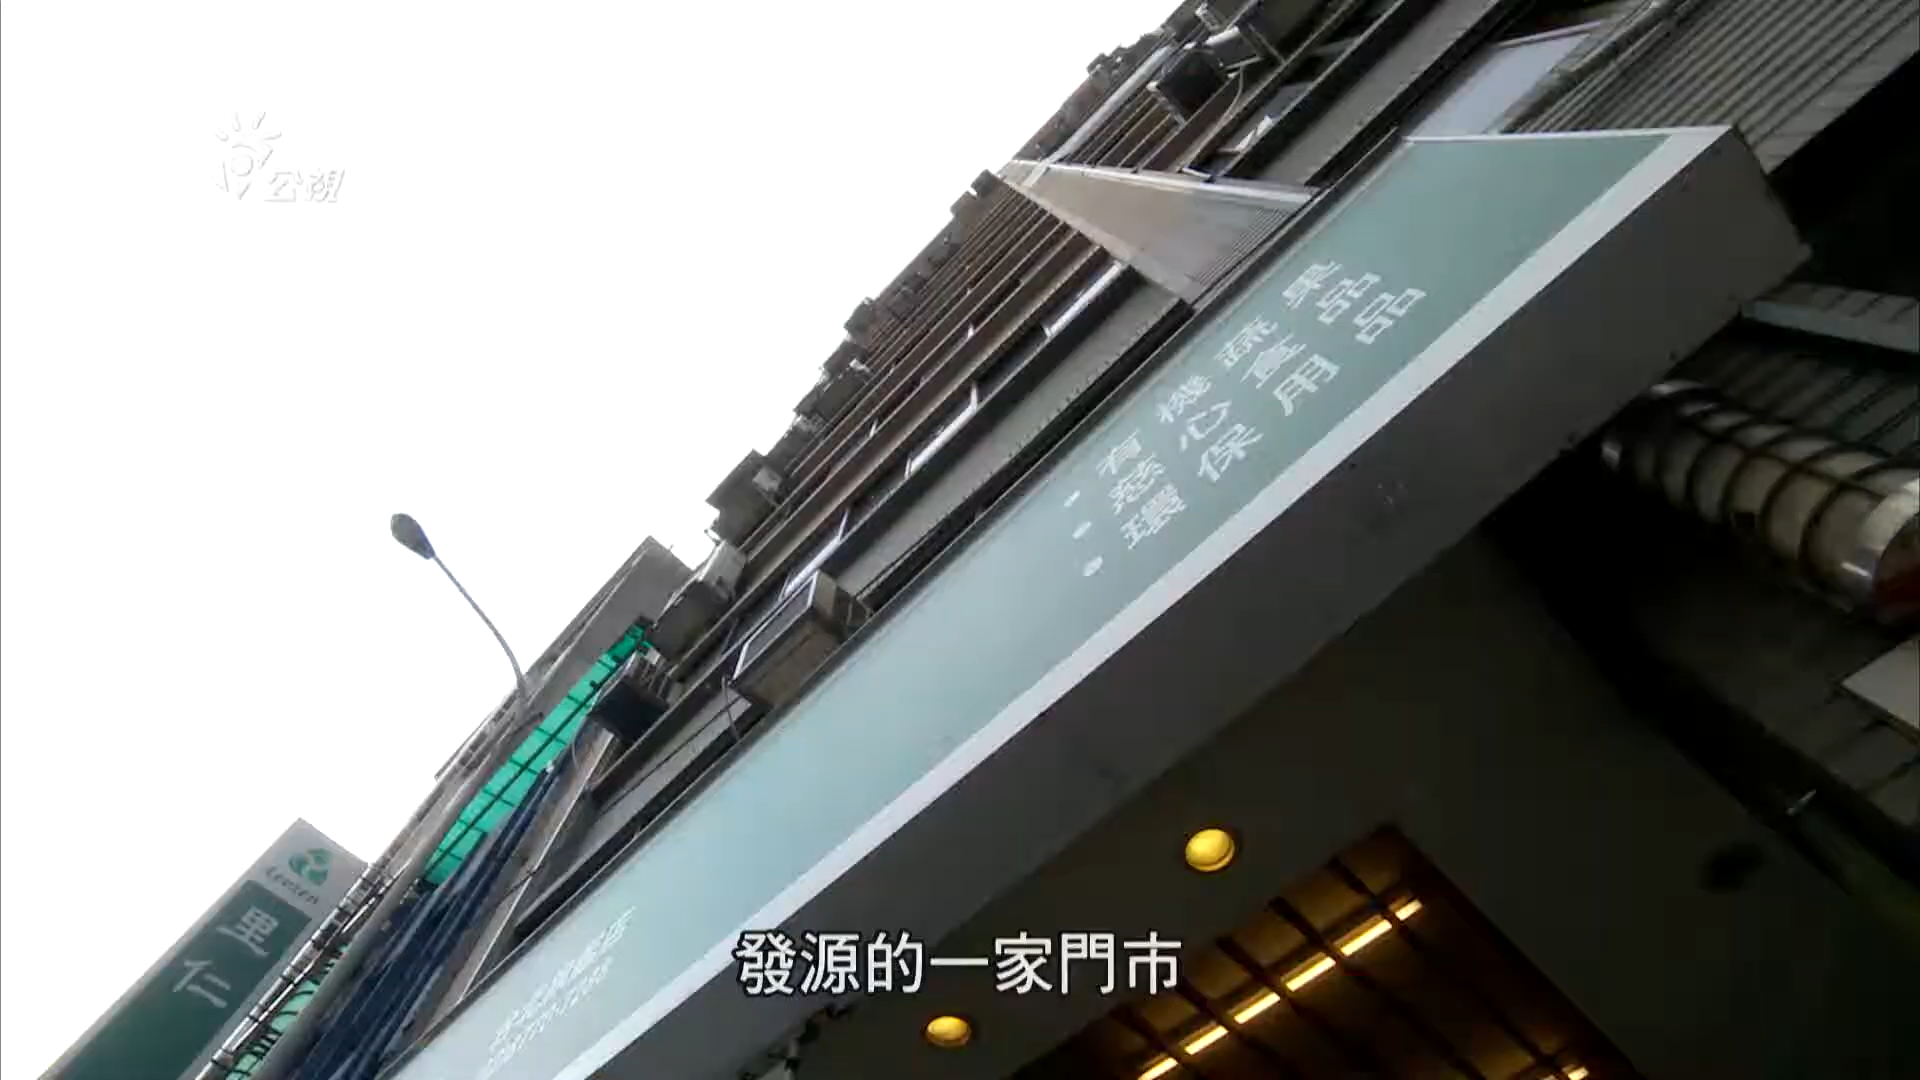 公視
有機蔬果
慈心食品
環保用品
Leezen
里仁
發源的一家門市